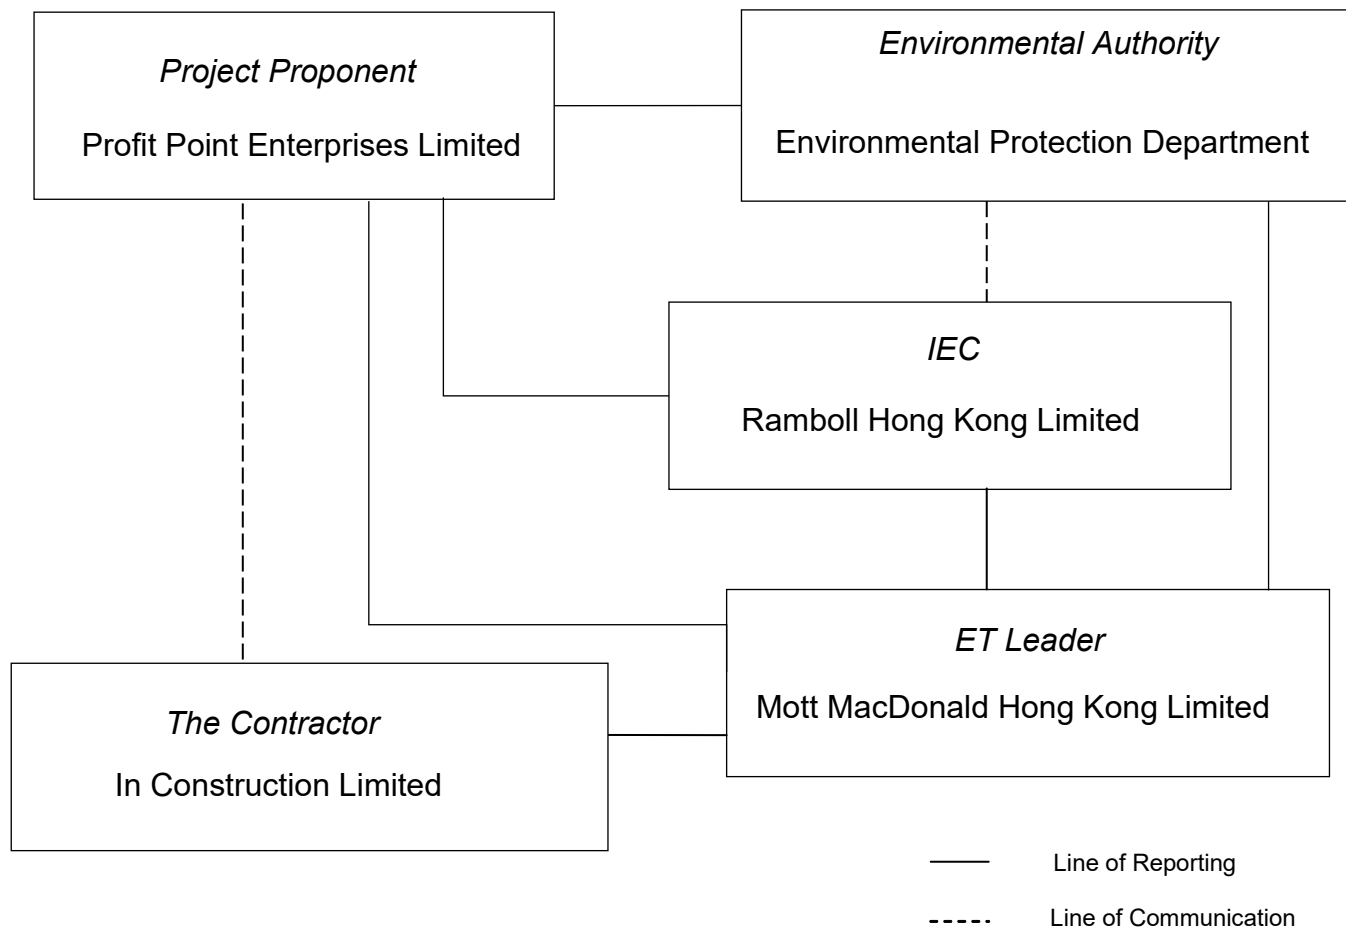 Project Proponent
Profit Point Enterprises Limited
Environmental Authority
Environmental Protection Department
IEC
Ramboll Hong Kong Limited
ET Leader
Mott MacDonald Hong Kong Limited
The Contractor
In Construction Limited
Line of Reporting
Line of Communication